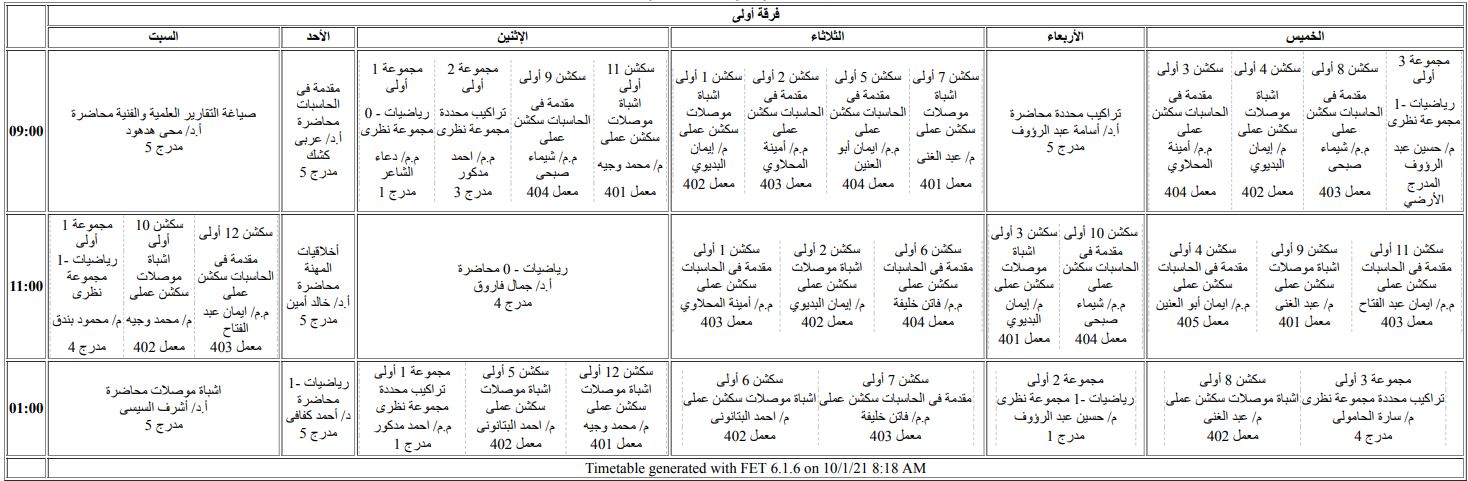 فرقة أولى
السبت
الأحد
الإثنين
الثلاثاء
الأربعاء
الخميس
09:00
صياغة التقارير العلمية والفنية محاضرة
أ.د/ محى هدهود
مدرج 5
مقدمة فى
الحاسبات
محاضرة
أ.د/ عربى
كشك
مدرج 5
مجموعة 1
أولى
رياضيات - 0
مجموعة نظرى
م.م/ دعاء
الشاعر
مدرج 1
مجموعة 2
أولى
تراكيب محددة
مجموعة نظرى
م.م/ احمد
مدكور
مدرج 3
سكشن 9 أولى
مقدمة فى
الحاسبات سكشن
عملى
م.م/ شيماء
صبحى
معمل 404
سكشن 11
أولى
اشباة
موصلات
سكشن عملى
م/ محمد وجيه
معمل 401
سكشن 1 أولى
اشباة
موصلات
سكشن عملى
م/ إيمان
البديوي
معمل 402
سكشن 2 أولى
مقدمة فى
الحاسبات سكشن
عملى
م.م/ أمينة
المحلاوي
معمل 403
سكشن 5 أولى
مقدمة فى
الحاسبات سكشن
عملى
م.م/ ايمان أبو
العنين
معمل 404
سكشن 7 أولى
اشباة
موصلات
سكشن عملى
م/ عبد الغنى
معمل 401
تراكيب محددة محاضرة
أ.د/ أسامة عبد الرؤوف
مدرج 5
سكشن 3 أولى
مقدمة فى
الحاسبات سكشن
عملى
م.م/ أمينة
المحلاوي
معمل 404
سكشن 4 أولى
اشباة
موصلات
سكشن عملى
م/ إيمان
البديوي
معمل 402
سكشن 8 أولى
مقدمة فى
الحاسبات سكشن
عملى
م.م/ شيماء
صبحى
معمل 403
مجموعة 3
أولى
رياضيات -1
مجموعة نظرى
م/ حسين عبد
الرؤوف
المدرج
الأرضي
11:00
مجموعة 1
أولى
رياضيات -1
مجموعة
نظرى
م/ محمود بندق
مدرج 4
سكشن 10
أولى
اشباة
موصلات
سكشن عملى
م/ محمد وجيه
معمل 402
سكشن 12 أولى
مقدمة فى
الحاسبات سكشن
عملى
م.م/ ايمان عبد
الفتاح
معمل 403
أخلاقيات
المهنة
محاضرة
أ.د/ خالد أمين
مدرج 5
رياضيات - 0 محاضرة
أ.د/ جمال فاروق
مدرج 4
سكشن 1 أولى
مقدمة فى الحاسبات
سكشن عملى
م.م/ أمينة المحلاوي
معمل 403
سكشن 2 أولى
اشباة موصلات
سكشن عملى
م/ إيمان البديوي
معمل 402
سكشن 6 أولى
مقدمة فى الحاسبات
سكشن عملى
م.م/ فاتن خليفة
معمل 404
سكشن 3 أولى
اشباة
موصلات
سكشن عملى
م/ إيمان
البديوي
معمل 401
سكشن 10 أولى
مقدمة فى
الحاسبات سكشن
عملى
م.م/ شيماء
صبحى
معمل 404
سكشن 4 أولى
مقدمة فى الحاسبات
سكشن عملى
م.م/ ايمان أبو العنين
معمل 405
سكشن 9 أولى
اشباة موصلات
سكشن عملى
م/ عبد الغنى
معمل 401
سكشن 11 أولى
مقدمة فى الحاسبات
سكشن عملى
م.م/ ايمان عبد الفتاح
معمل 403
01:00
اشباة موصلات محاضرة
أ.د/ أشرف السيسى
مدرج 5
رياضيات -1
محاضرة
د/ أحمد كفافى
مدرج 5
مجموعة 1 أولى
تراكيب محددة
مجموعة نظرى
م.م/ احمد مدكور
مدرج 1
سكشن 5 أولى
اشباة موصلات
سكشن عملى
م/ احمد البتانونى
معمل 402
سكشن 12 أولى
اشباة موصلات
سكشن عملى
م/ محمد وجيه
معمل 401
سكشن 6 أولى
اشباة موصلات سكشن عملى
م/ احمد البتانونى
معمل 402
سكشن 7 أولى
مقدمة فى الحاسبات سكشن عملى
م.م/ فاتن خليفة
معمل 403
مجموعة 2 أولى
رياضيات -1 مجموعة نظرى
م/ حسين عبد الرؤوف
مدرج 1
سكشن 8 أولى
اشباة موصلات سكشن عملى
م/ عبد الغنى
معمل 402
مجموعة 3 أولى
تراكيب محددة مجموعة نظرى
م/ سارة الحامولى
مدرج 4
Timetable generated with FET 6.1.6 on 10/1/21 8:18 AM